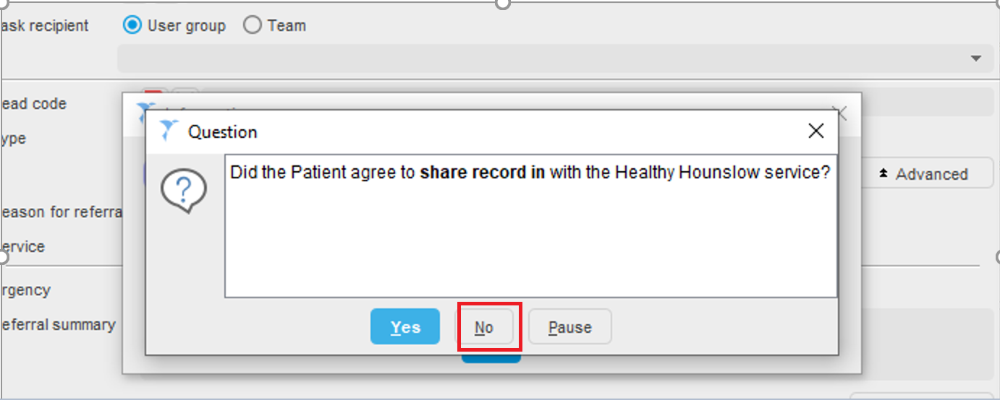 ask recipient User group Team
ead code
ype
Question
Did the Patient agree to share record in with the Healthy Hounslow service?
Advanced
eason for referra
ervice
rgency
eferral summary
Yes No Pause